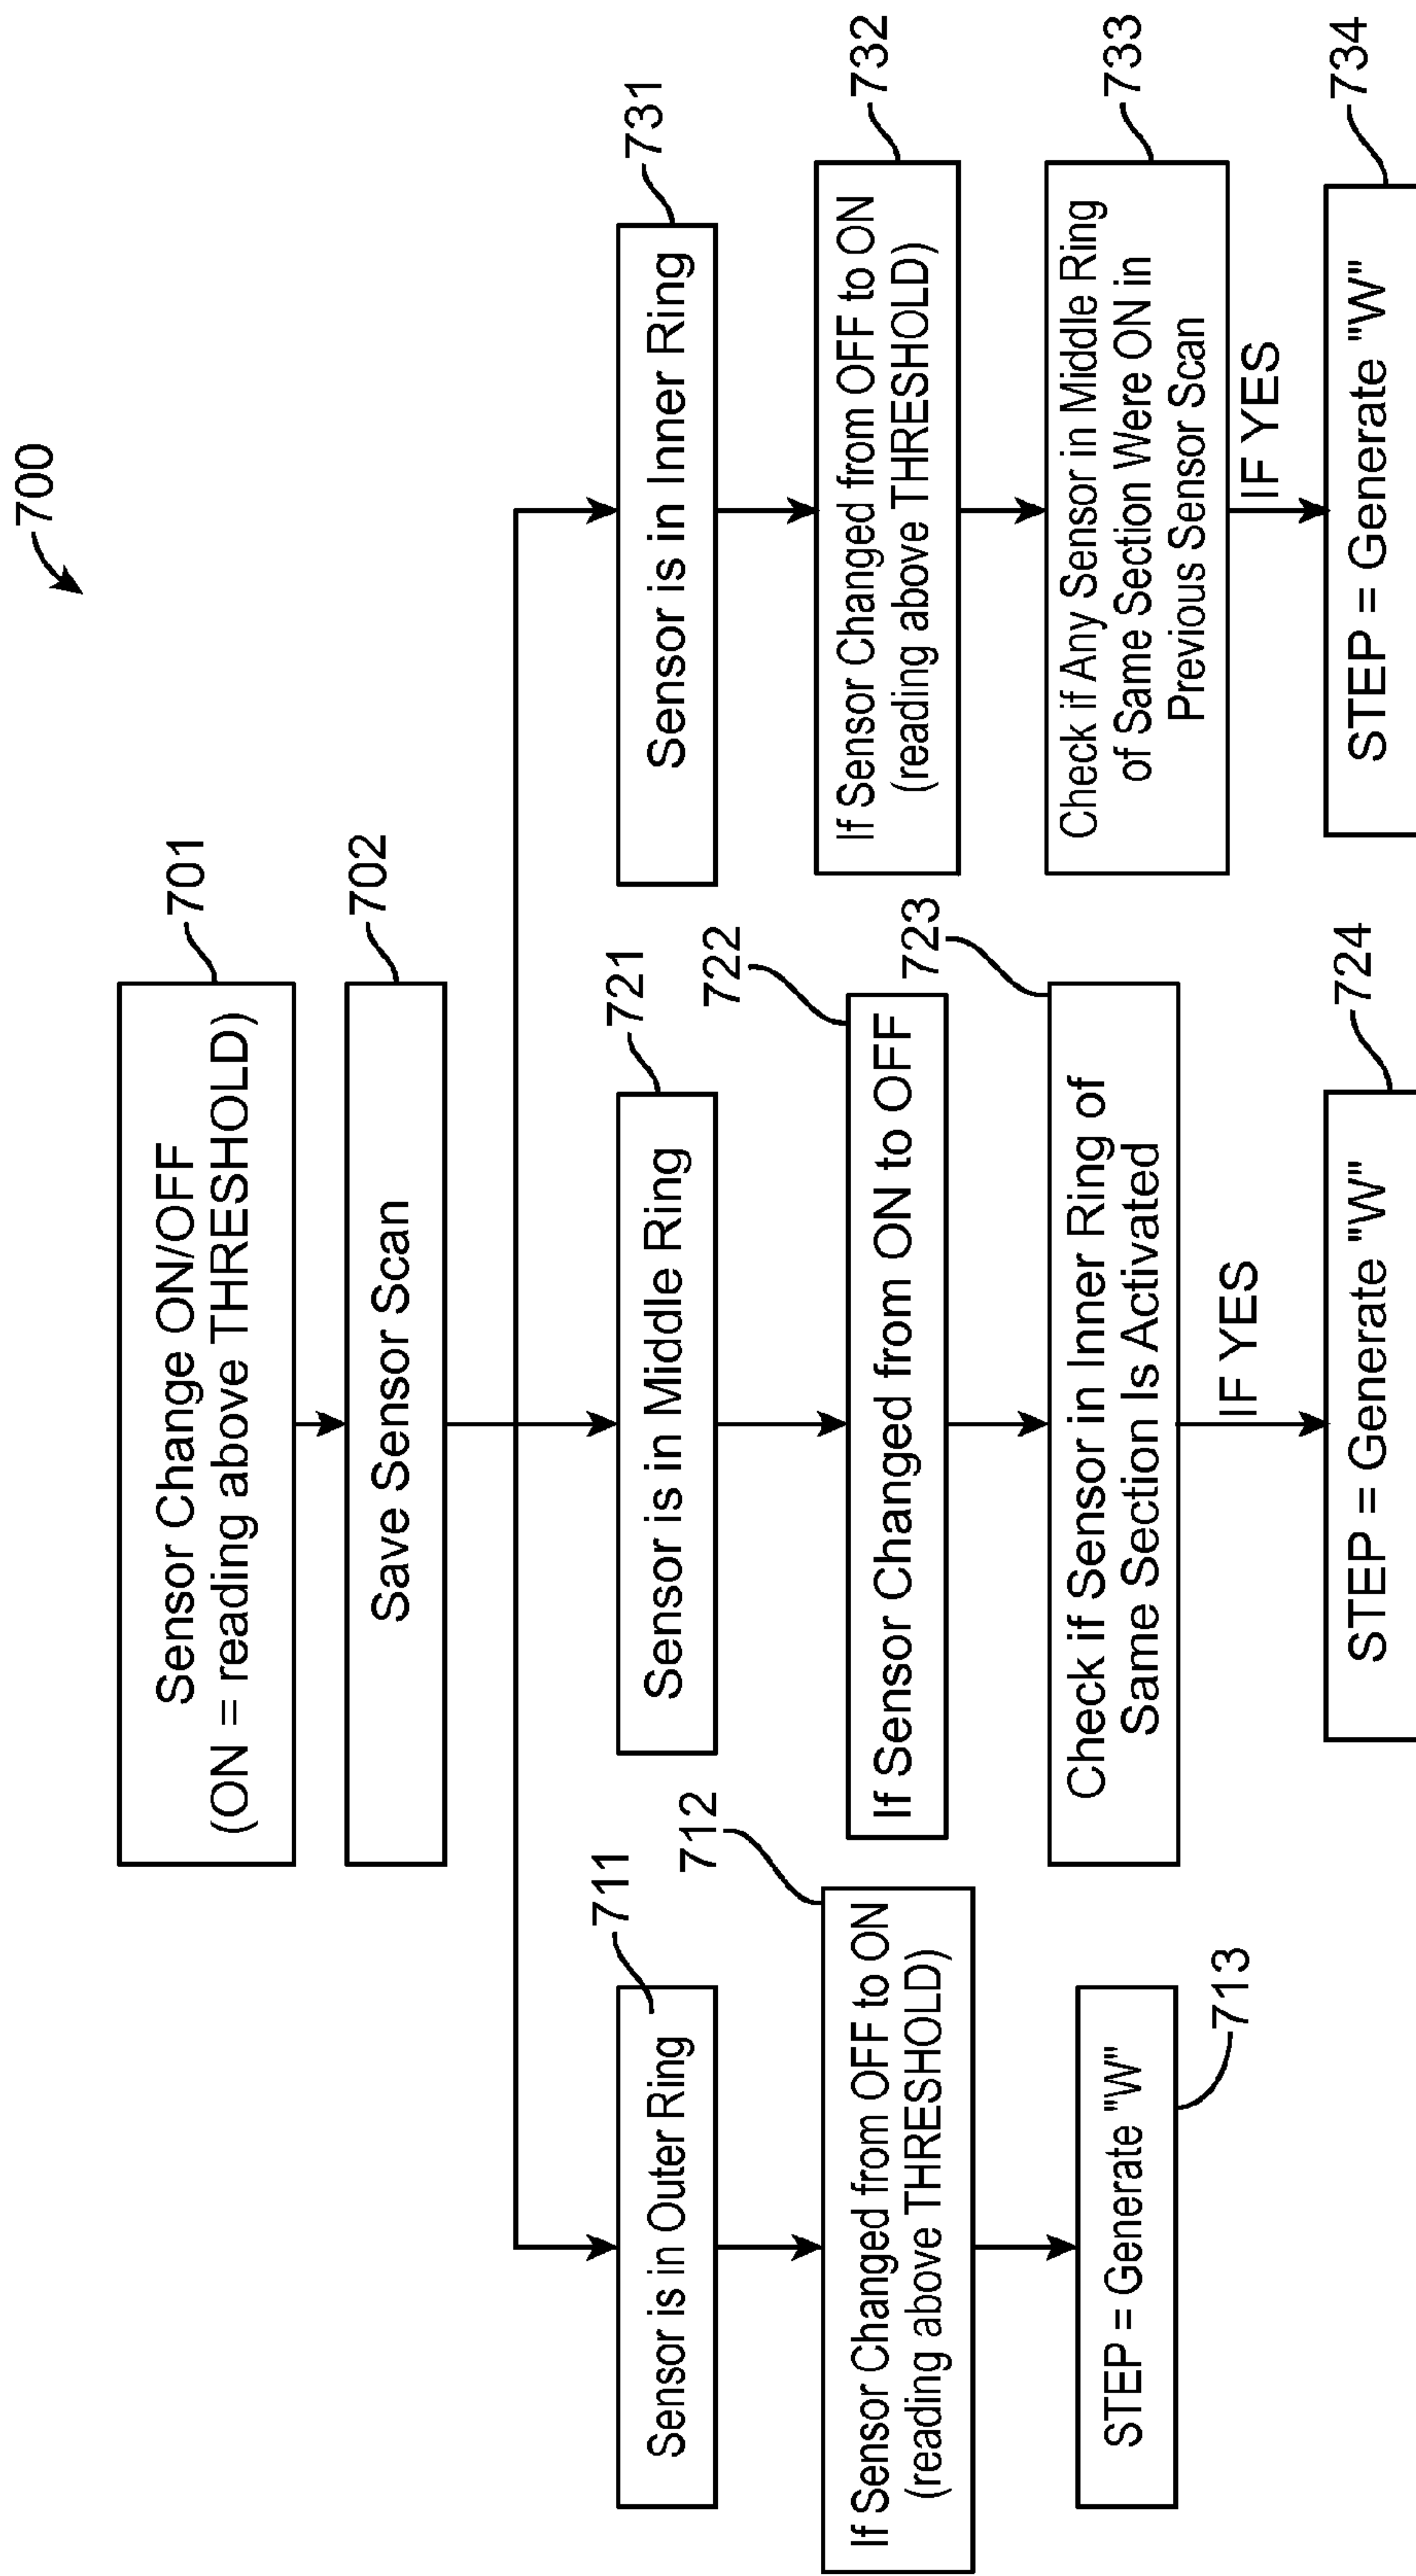 700
701
Sensor Change ON/OFF
(ON = reading above THRESHOLD)
702
Save Sensor Scan
711
Sensor is in Outer Ring
712
If Sensor Changed from OFF to ON
(reading above THRESHOLD)
STEP = Generate "W"
713
721
Sensor is in Middle Ring
722
If Sensor Changed from ON to OFF
723
Check if Sensor in Inner Ring of
Same Section Is Activated
IF YES
724
STEP = Generate "W"
731
Sensor is in Inner Ring
732
If Sensor Changed from OFF to ON
(reading above THRESHOLD)
733
Check if Any Sensor in Middle Ring
of Same Section Were ON in
Previous Sensor Scan
IF YES
734
STEP = Generate "W"